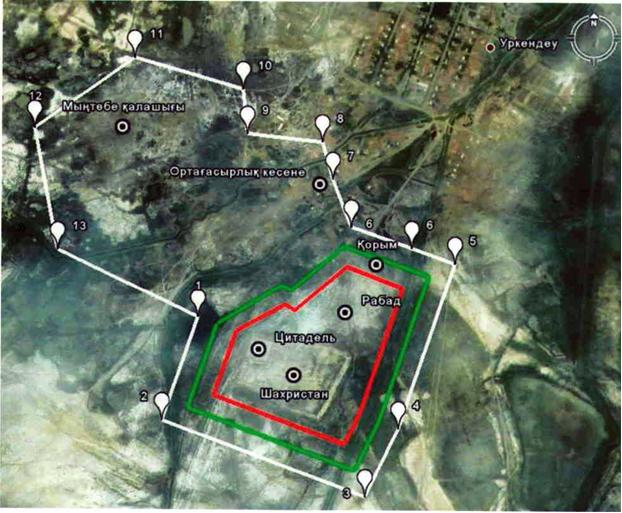 N
11
Уркендеу
10
12
Мыңтөбе қалашығы
9
8
7
Ортағасырлық кесене
6
6
5
13
Қорым
1
Рабад
Цитадель
Шахристан
2
4
3